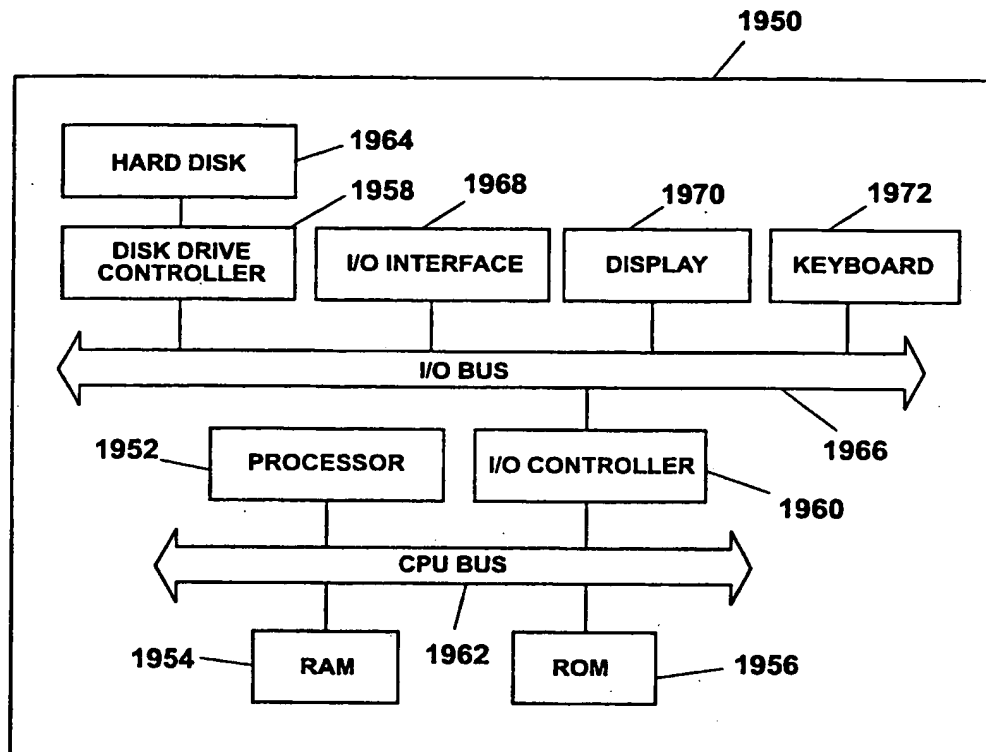 1950
HARD DISK
1964
1958
1968
1970
1972
DISK DRIVE
CONTROLLER
I/O INTERFACE
DISPLAY
KEYBOARD
I/O BUS
1966
1952
PROCESSOR
I/O CONTROLLER
1960
CPU BUS
1962
1954
RAM
ROM
1956